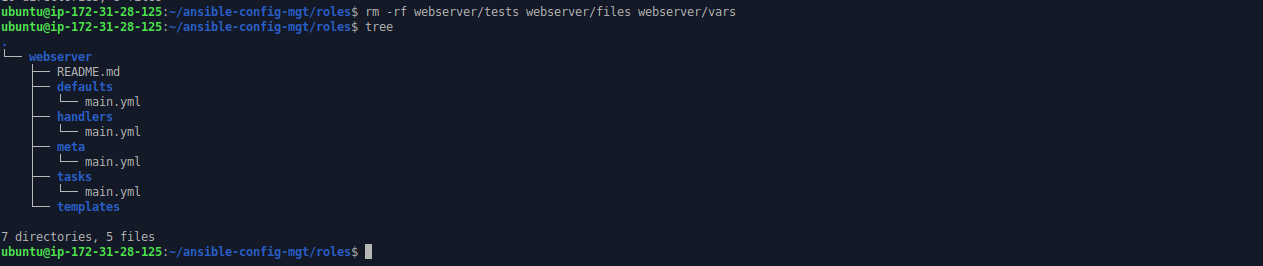 ubuntu@ip-172-31-28-125:~/ansible-config-mgt/roles$ rm -rf webserver/tests webserver/files webserver/vars
ubuntu@ip-172-31-28-125:~/ansible-config-mgt/roles$ tree
.
└── webserver
    ├── README.md
    ├── defaults
    │   └── main.yml
    ├── handlers
    │   └── main.yml
    ├── meta
    │   └── main.yml
    ├── tasks
    │   └── main.yml
    └── templates
7 directories, 5 files
ubuntu@ip-172-31-28-125:~/ansible-config-mgt/roles$